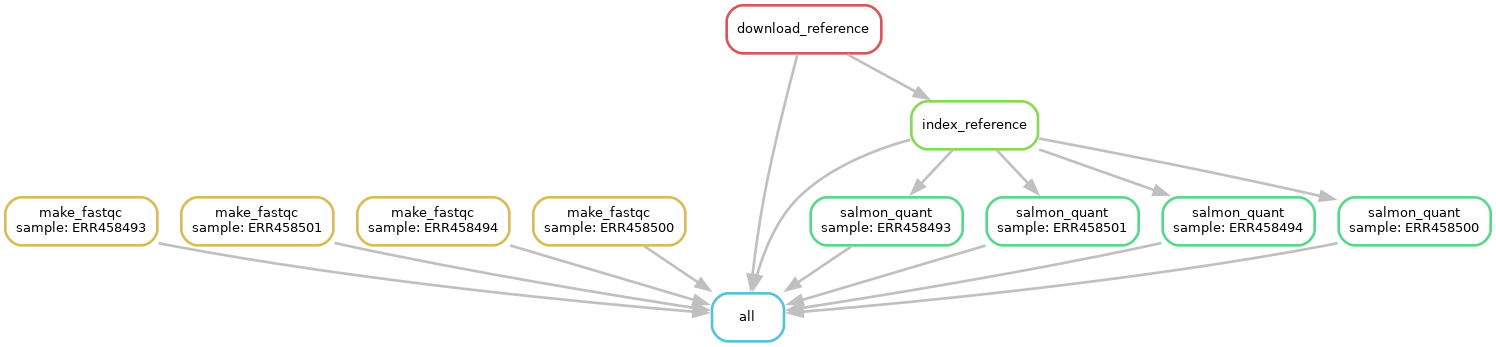 download_reference
index_reference
make_fastqc
sample: ERR458493
make_fastqc
sample: ERR458501
make_fastqc
sample: ERR458494
make_fastqc
sample: ERR458500
salmon_quant
sample: ERR458493
salmon_quant
sample: ERR458501
salmon_quant
sample: ERR458494
salmon_quant
sample: ERR458500
all